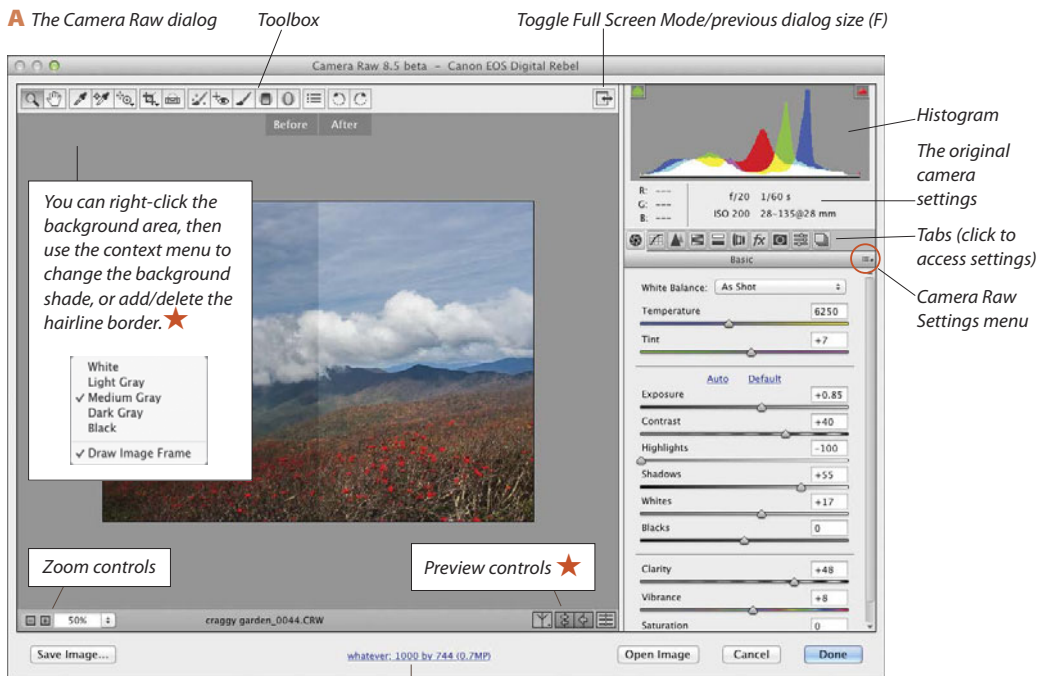 A The Camera Raw dialog
Toolbox
Toggle Full Screen Mode/previous dialog size (F)
Camera Raw 8.5 beta – Canon EOS Digital Rebel
Before After
Histogram
The original
camera
settings
R: ---
G: ---
B: ---
f/20 1/60 s
ISO 200 28-135@28 mm
Tabs (click to
access settings)
fx
Basic
Camera Raw
Settings menu
You can right-click the
background area, then
use the context menu to
change the background
shade, or add/delete the
hairline border.
White
Light Gray
✓ Medium Gray
Dark Gray
Black
✓ Draw Image Frame
White Balance: As Shot
Temperature 6250
Tint +7
Auto Default
Exposure +0.85
Contrast +40
Highlights -100
Shadows +55
Whites +17
Blacks 0
Clarity +48
Vibrance +8
Saturation 0
Zoom controls
Preview controls
50%
craggy garden_0044.CRW
Y
Save Image...
whatever: 1000 by 744 (0.7MP)
Open Image
Cancel
Done